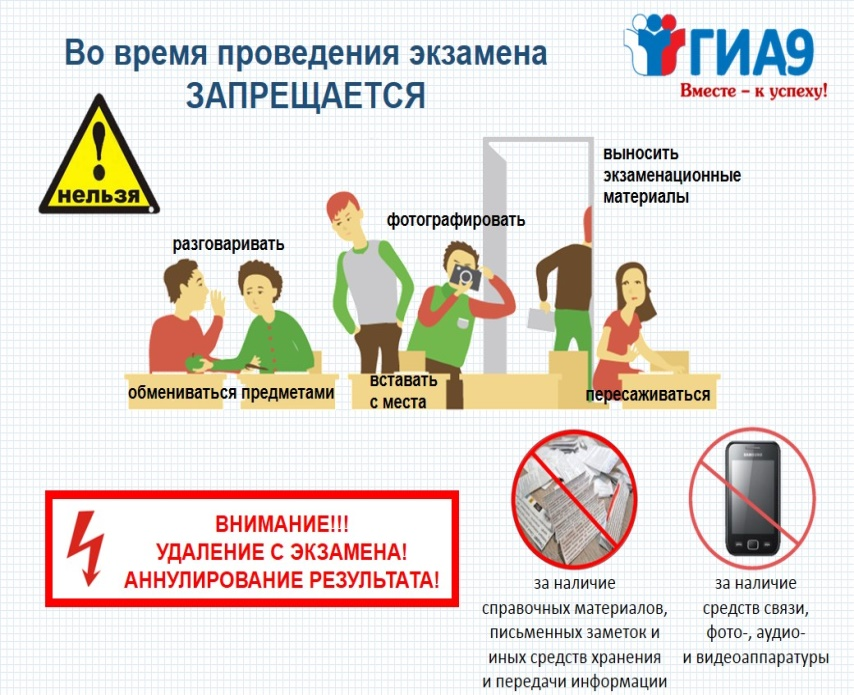 Во время проведения экзамена
ЗАПРЕЩАЕТСЯ
ГИА9
Вместе – к успеху!
нельзя
разговаривать
фотографировать
выносить
экзаменационные
материалы
обмениваться предметами
вставать
с места
пересаживаться
ВНИМАНИЕ!!!
УДАЛЕНИЕ С ЭКЗАМЕНА!
АННУЛИРОВАНИЕ РЕЗУЛЬТАТА!
за наличие
справочных материалов,
письменных заметок и
иных средств хранения
и передачи информации
SAMSUNG
за наличие
средств связи,
фото-, аудио-
и видеоаппаратуры